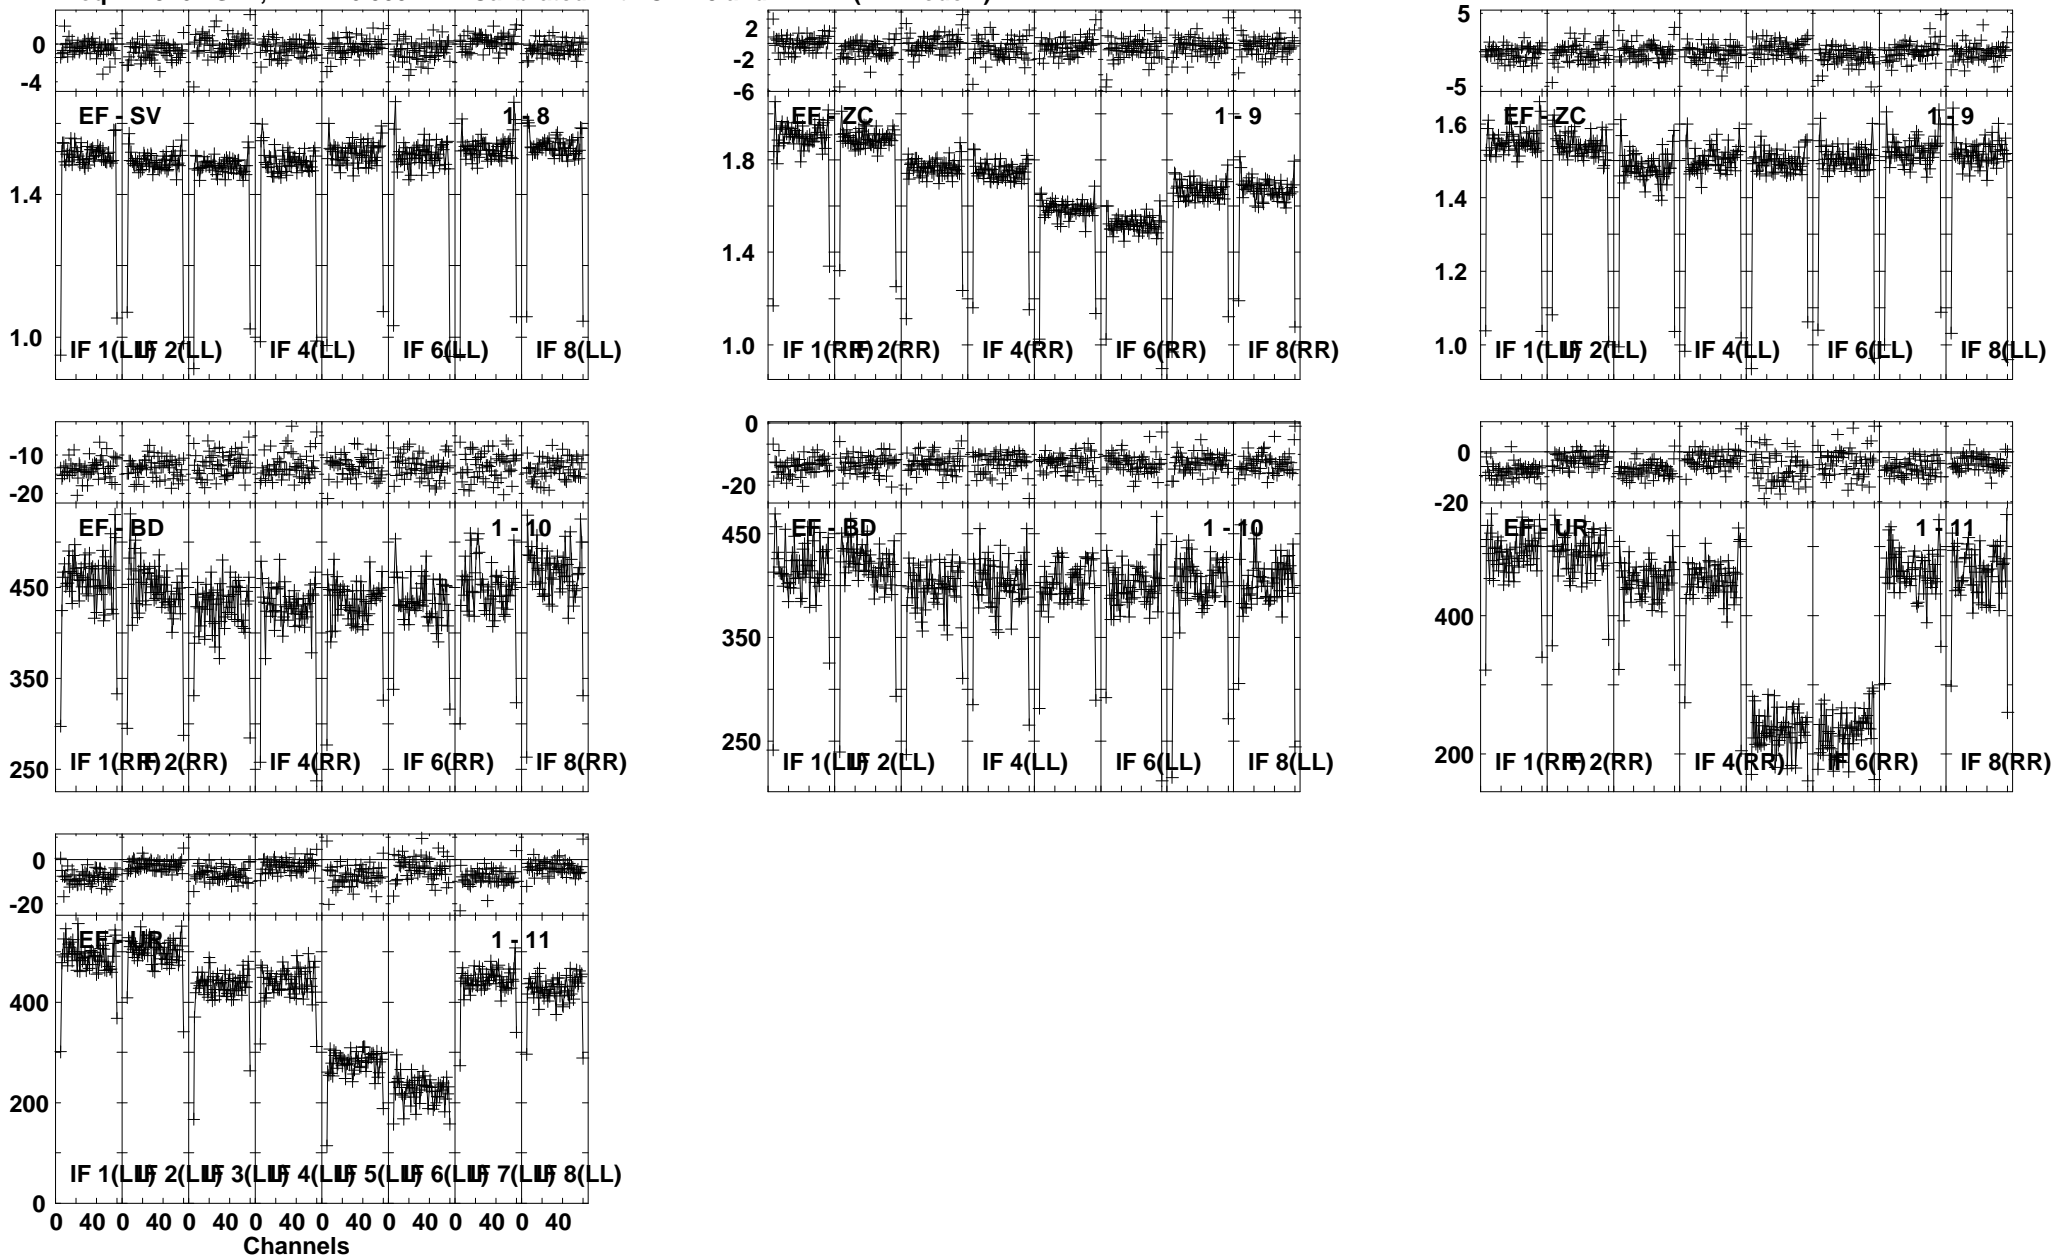 0
-4
EF - SV 1 - 8
1.4
1.0
IF 1(LL) IF 2(LL) IF 4(LL) IF 6(LL) IF 8(LL)
2
-2
-6
EF - ZC 1 - 9
1.8
1.4
1.0
IF 1(RR) IF 2(RR) IF 4(RR) IF 6(RR) IF 8(RR)
5
-5
EF - ZC 1 - 9
1.6
1.4
1.2
1.0
IF 1(LL) IF 2(LL) IF 4(LL) IF 6(LL) IF 8(LL)
-10
-20
EF - BD 1 - 10
450
350
250
IF 1(RR) IF 2(RR) IF 4(RR) IF 6(RR) IF 8(RR)
0
-20
EF - BD 1 - 10
450
350
250
IF 1(LL) IF 2(LL) IF 4(LL) IF 6(LL) IF 8(LL)
0
-20
EF - UR 1 - 11
400
200
IF 1(RR) IF 2(RR) IF 4(RR) IF 6(RR) IF 8(RR)
0
-20
EF - UR 1 - 11
400
200
0
IF 1(LL) IF 2(LL) IF 3(LL) IF 4(LL) IF 5(LL) IF 6(LL) IF 7(LL) IF 8(LL)
0 40 0 40 0 40 0 40 0 40 0 40 0 40 0 40
Channels